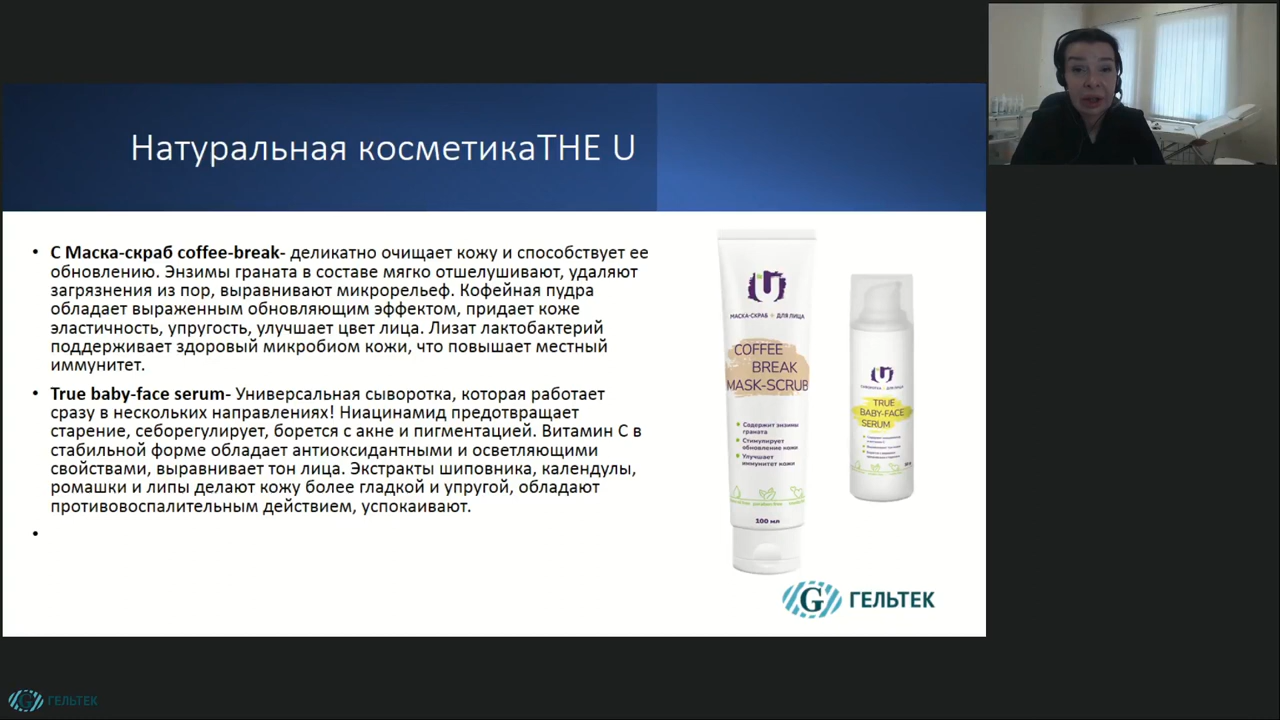 Натуральная косметикаTHE U
• С Маска-скраб coffee-break- деликатно очищает кожу и способствует ее
обновлению. Энзимы граната в составе мягко отшелушивают, удаляют
загрязнения из пор, выравнивают микрорельеф. Кофейная пудра
обладает выраженным обновляющим эффектом, придает коже
эластичность, упругость, улучшает цвет лица. Лизат лактобактерий
поддерживает здоровый микробиом кожи, что повышает местный
иммунитет.
• True baby-face serum- Универсальная сыворотка, которая работает
сразу в нескольких направлениях! Ниацинамид предотвращает
старение, себорегулирует, борется с акне и пигментацией. Витамин С в
стабильной форме обладает антиоксидантными и осветляющими
свойствами, выравнивает тон лица. Экстракты шиповника, календулы,
ромашки и липы делают кожу более гладкой и упругой, обладают
противовоспалительным действием, успокаивают.
•
U
МАСКА-СКРАБ • ДЛЯ ЛИЦА
COFFEE
BREAK
MASK-SCRUB
Содержит энзимы
граната
Стимулирует
обновление кожи
Улучшает
иммунитет кожи
100 мл
U
СЫВОРОТКА • ДЛЯ ЛИЦА
TRUE
BABY-FACE
SERUM
G ГЕЛЬТЕК
G ГЕЛЬТЕК